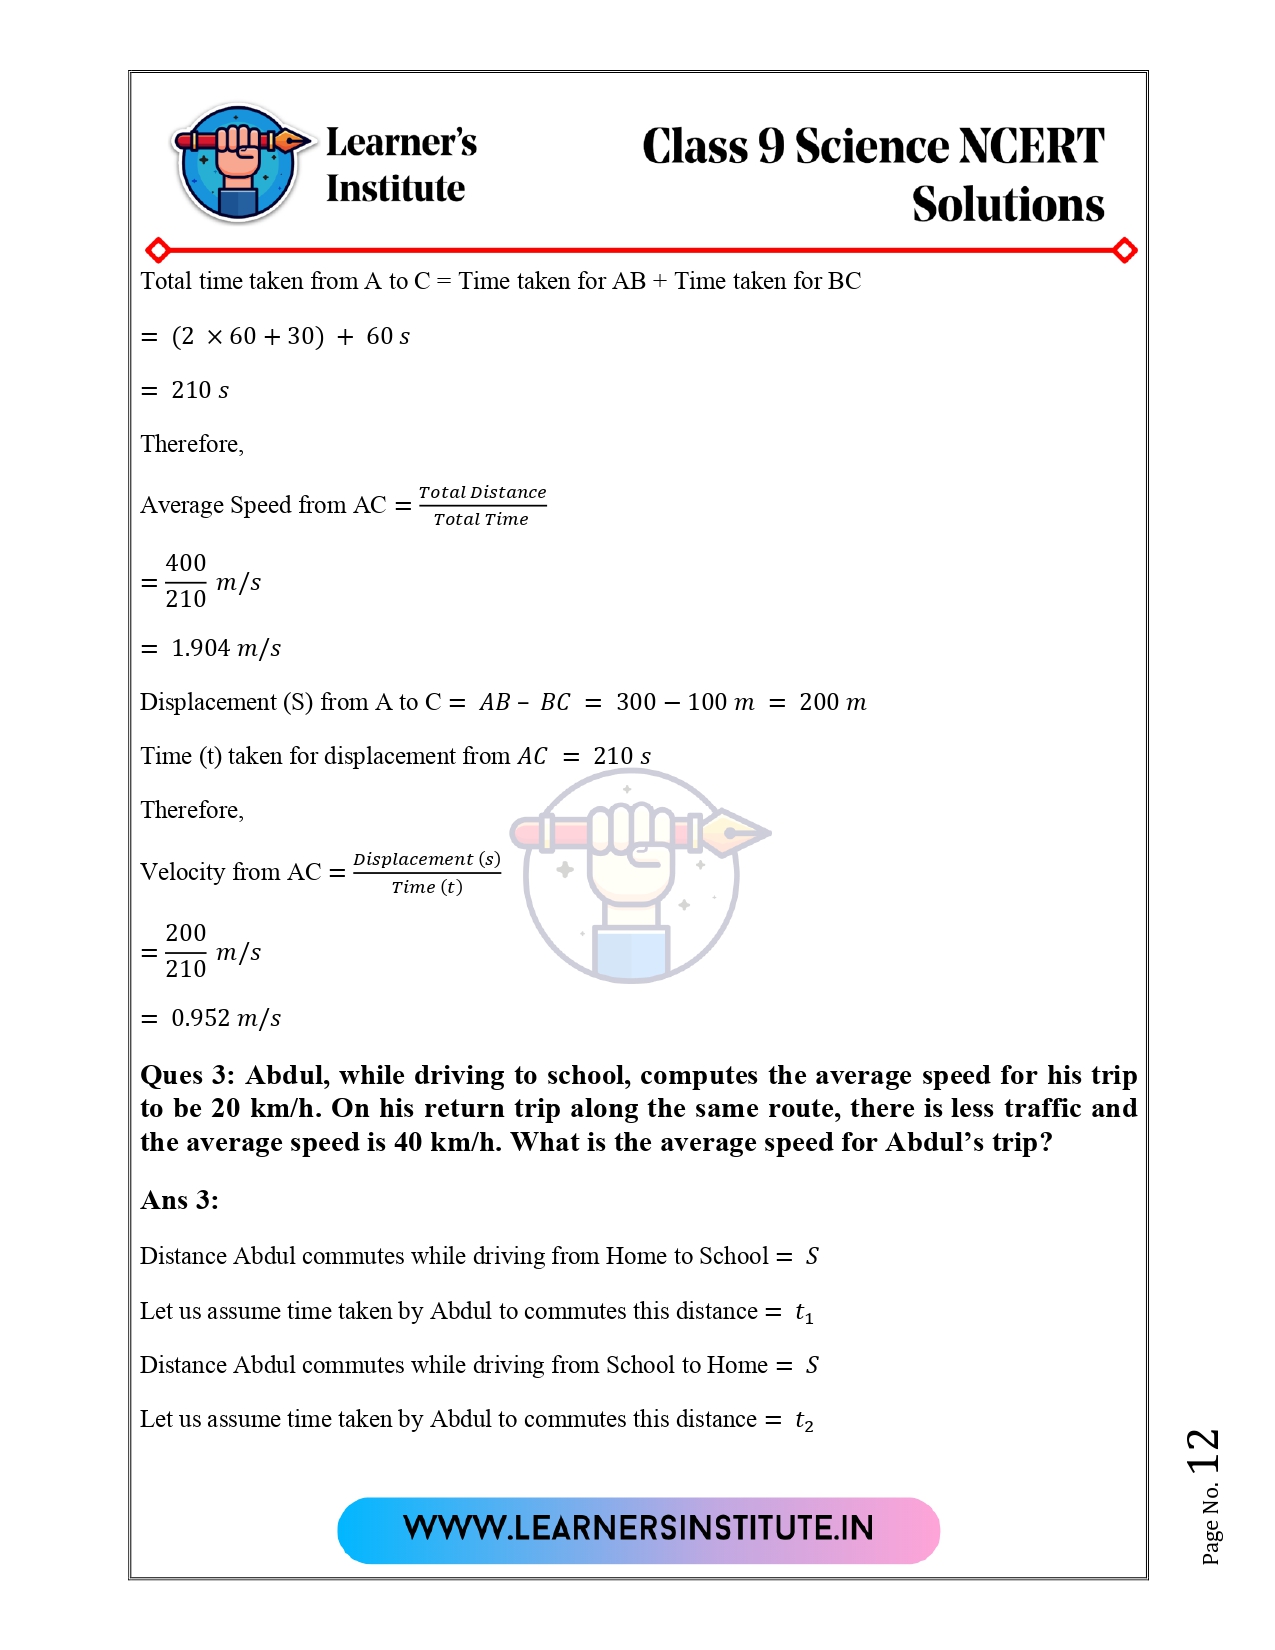 Learner's
Institute
Class 9 Science NCERT
Solutions
Total time taken from A to C = Time taken for AB + Time taken for BC
= (2 × 60 + 30) + 60 s
= 210 s
Therefore,
Average Speed from AC = Total Distance / Total Time
= 400/210 m/s
= 1.904 m/s
Displacement (S) from A to C = AB – BC = 300 − 100 m = 200 m
Time (t) taken for displacement from AC = 210 s
Therefore,
Velocity from AC = Displacement (s) / Time (t)
= 200/210 m/s
= 0.952 m/s
Ques 3: Abdul, while driving to school, computes the average speed for his trip
to be 20 km/h. On his return trip along the same route, there is less traffic and
the average speed is 40 km/h. What is the average speed for Abdul’s trip?
Ans 3:
Distance Abdul commutes while driving from Home to School = S
Let us assume time taken by Abdul to commutes this distance = t₁
Distance Abdul commutes while driving from School to Home = S
Let us assume time taken by Abdul to commutes this distance = t₂
WWW.LEARNERSINSTITUTE.IN
Page No. 12